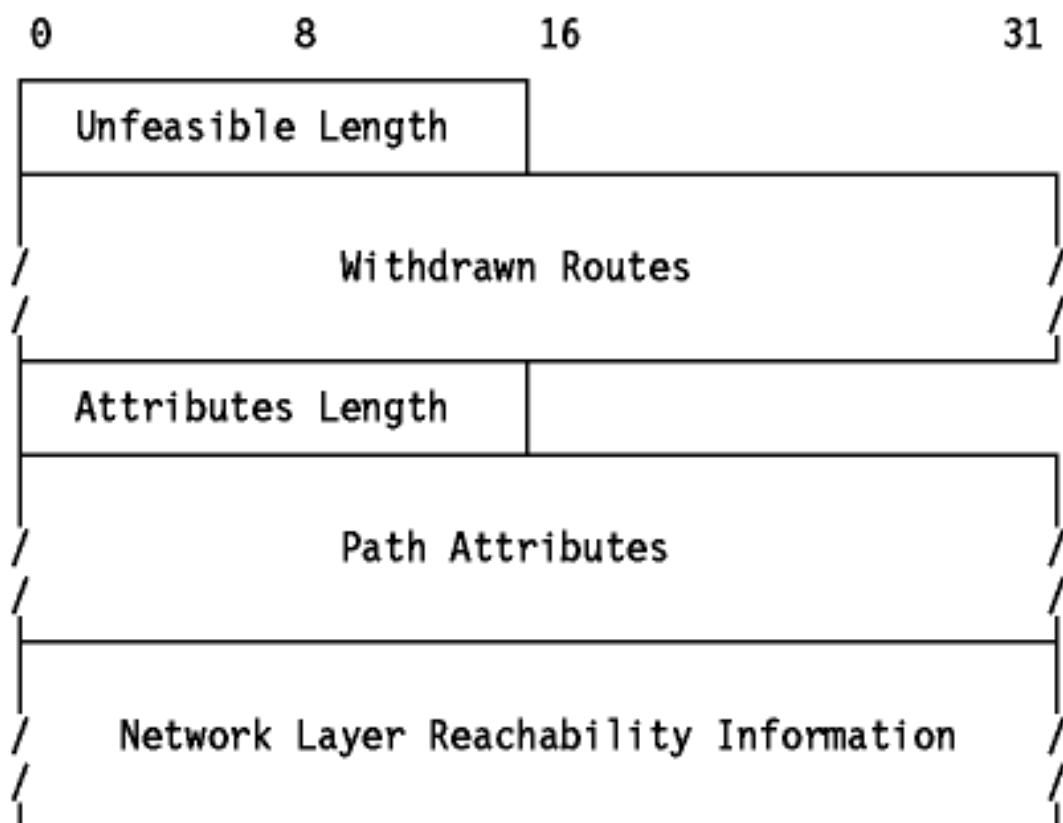 0 8 16 31
Unfeasible Length
Withdrawn Routes
Attributes Length
Path Attributes
Network Layer Reachability Information